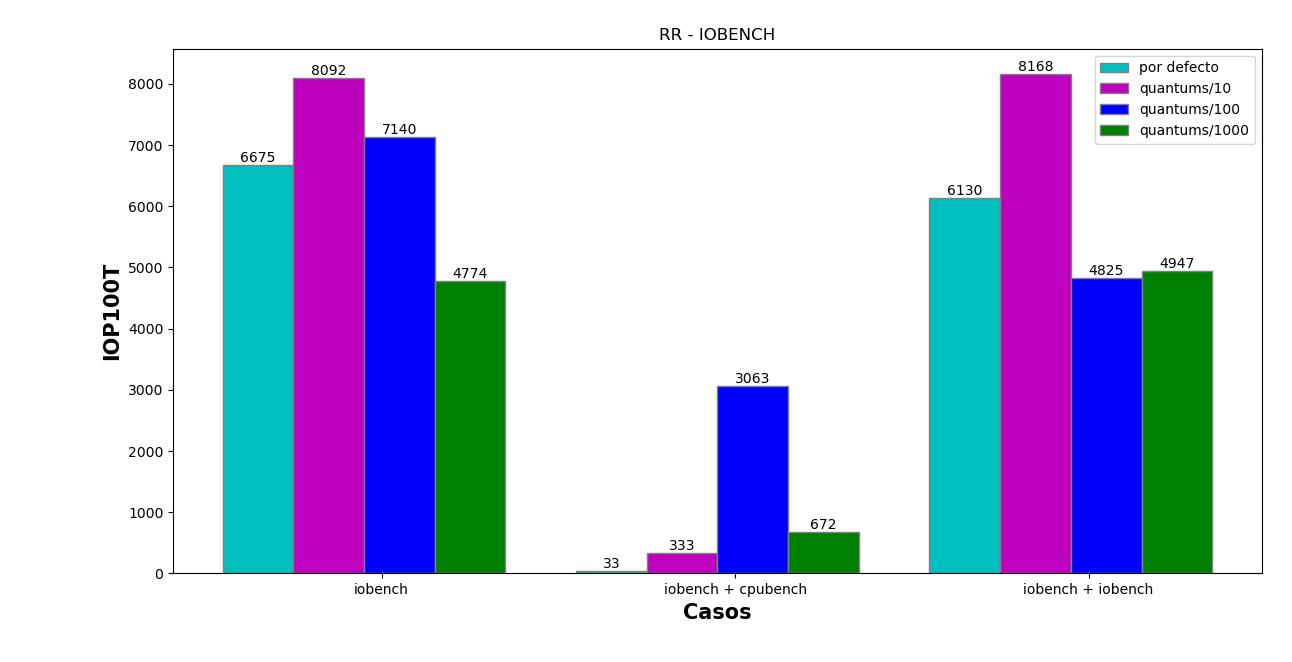 RR - IOBENCH
por defecto
quantums/10
quantums/100
quantums/1000
IOP100T
8000
7000
6000
5000
4000
3000
2000
1000
0
6675
8092
7140
4774
33
333
3063
672
6130
8168
4825
4947
iobench
iobench + cpubench
iobench + iobench
Casos